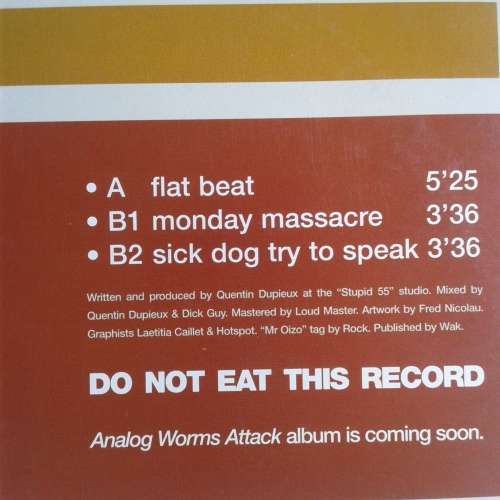 • A flat beat 5'25
• B1 monday massacre 3'36
• B2 sick dog try to speak 3'36
Written and produced by Quentin Dupieux at the “Stupid 55” studio. Mixed by
Quentin Dupieux & Dick Guy. Mastered by Loud Master. Artwork by Fred Nicolau.
Graphists Laetitia Caillet & Hotspot. “Mr Oizo” tag by Rock. Published by Wak.
DO NOT EAT THIS RECORD
Analog Worms Attack album is coming soon.